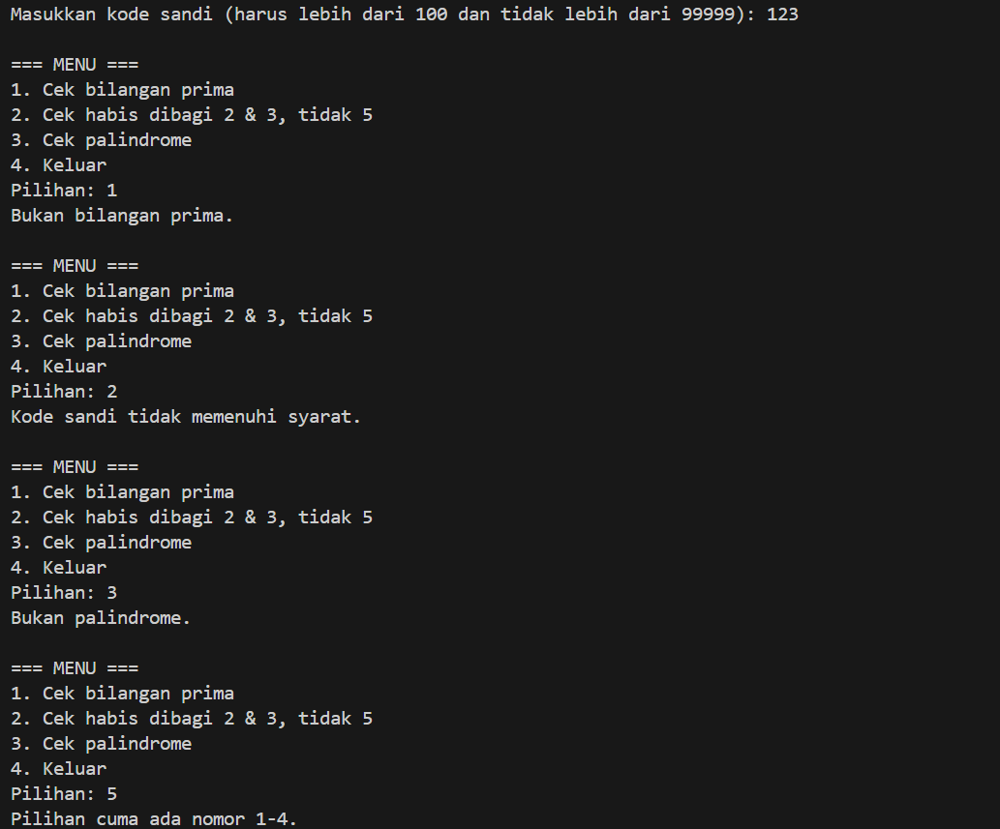 Masukkan kode sandi (harus lebih dari 100 dan tidak lebih dari 99999): 123
=== MENU ===
1. Cek bilangan prima
2. Cek habis dibagi 2 & 3, tidak 5
3. Cek palindrome
4. Keluar
Pilihan: 1
Bukan bilangan prima.
=== MENU ===
1. Cek bilangan prima
2. Cek habis dibagi 2 & 3, tidak 5
3. Cek palindrome
4. Keluar
Pilihan: 2
Kode sandi tidak memenuhi syarat.
=== MENU ===
1. Cek bilangan prima
2. Cek habis dibagi 2 & 3, tidak 5
3. Cek palindrome
4. Keluar
Pilihan: 3
Bukan palindrome.
=== MENU ===
1. Cek bilangan prima
2. Cek habis dibagi 2 & 3, tidak 5
3. Cek palindrome
4. Keluar
Pilihan: 5
Pilihan cuma ada nomor 1-4.